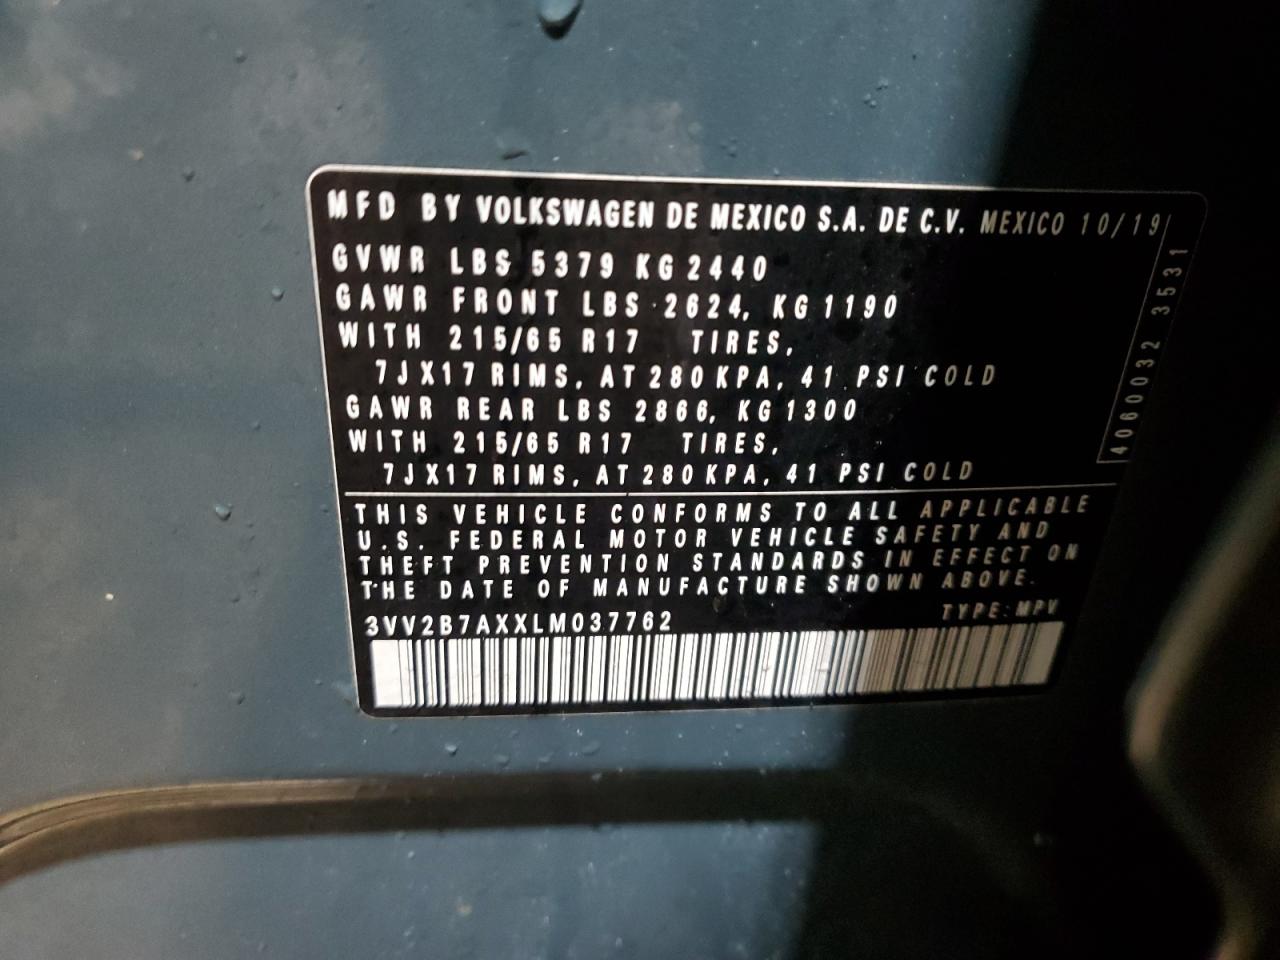 MFD BY VOLKSWAGEN DE MEXICO S.A. DE C.V. MEXICO 10/19
GVWR LBS 5379 KG 2440
GAWR FRONT LBS 2624, KG 1190
WITH 215/65 R17 TIRES,
7JX17 RIMS, AT 280 KPA, 41 PSI COLD
GAWR REAR LBS 2866, KG 1300
WITH 215/65 R17 TIRES,
7JX17 RIMS, AT 280 KPA, 41 PSI COLD
4060032 3531
THIS VEHICLE CONFORMS TO ALL APPLICABLE
U.S. FEDERAL MOTOR VEHICLE SAFETY AND
THEFT PREVENTION STANDARDS IN EFFECT ON
THE DATE OF MANUFACTURE SHOWN ABOVE.
3VV2B7AXXLM037762 TYPE: MPV